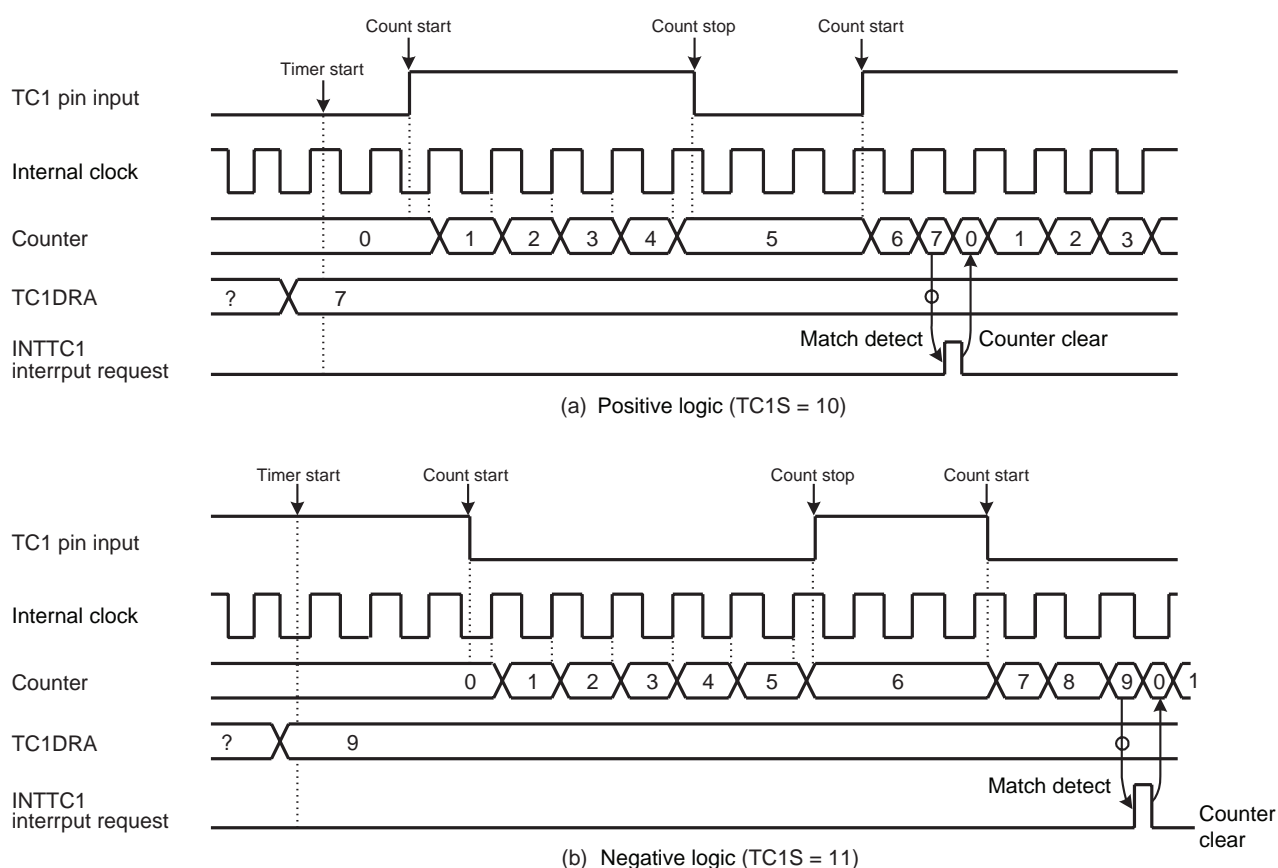 Count start
Count stop
Count start
Timer start
TC1 pin input
Internal clock
Counter
0 1 2 3 4 5 6 7 0 1 2 3
TC1DRA
? 7
Match detect
Counter clear
INTTC1
interrput request
(a) Positive logic (TC1S = 10)
Timer start
Count start
Count stop
Count start
TC1 pin input
Internal clock
Counter
0 1 2 3 4 5 6 7 8 9 0 1
TC1DRA
? 9
Match detect
INTTC1
interrput request
Counter
clear
(b) Negative logic (TC1S = 11)